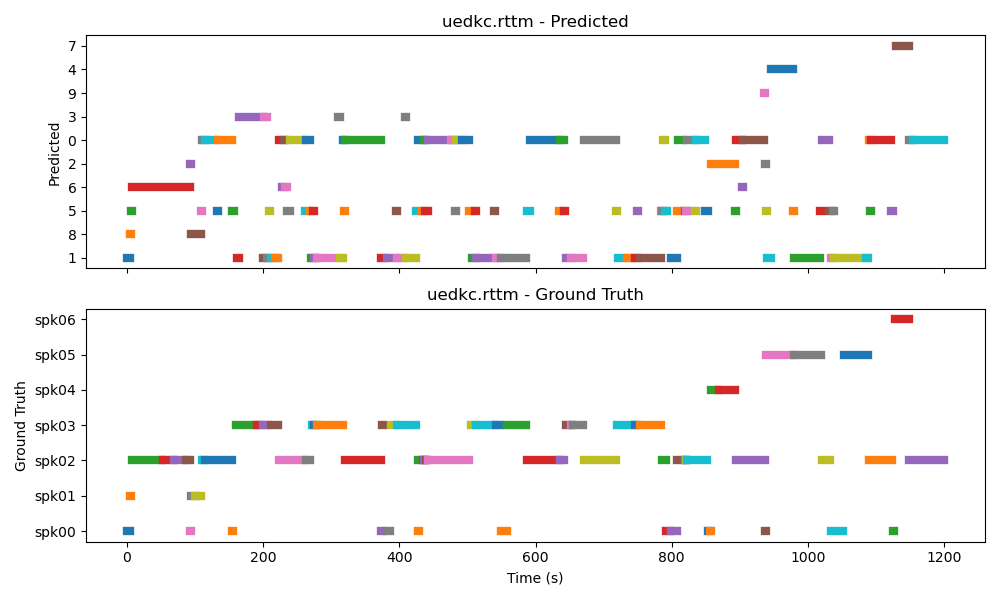 uedkc.rttm - Predicted
Predicted
7
4
9
3
0
2
6
5
8
1
uedkc.rttm - Ground Truth
Ground Truth
spk06
spk05
spk04
spk03
spk02
spk01
spk00
0 200 400 600 800 1000 1200
Time (s)